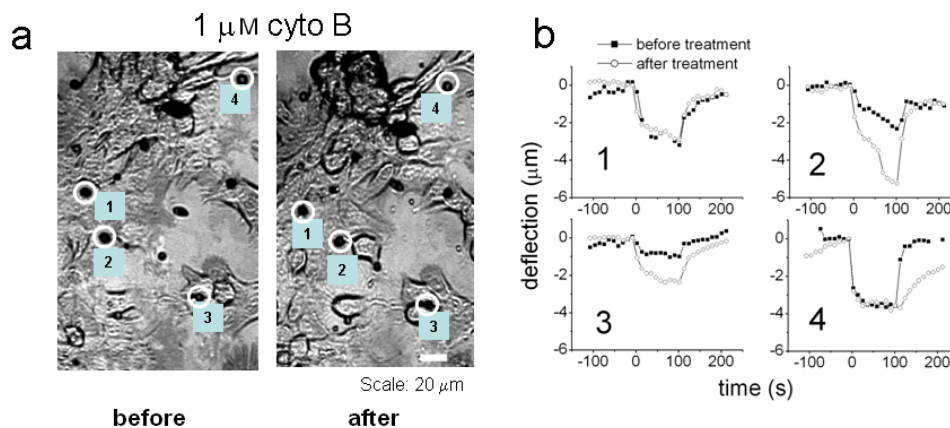 1 μM cyto B
a
4
1
2
3
4
1
2
3
Scale: 20 μm
before
after
b
before treatment
after treatment
deflection (μm)
0
-2
-4
-6
-100 0 100 200
1
0
-2
-4
-6
-100 0 100 200
2
0
-2
-4
-6
-100 0 100 200
3
0
-2
-4
-6
-100 0 100 200
4
time (s)